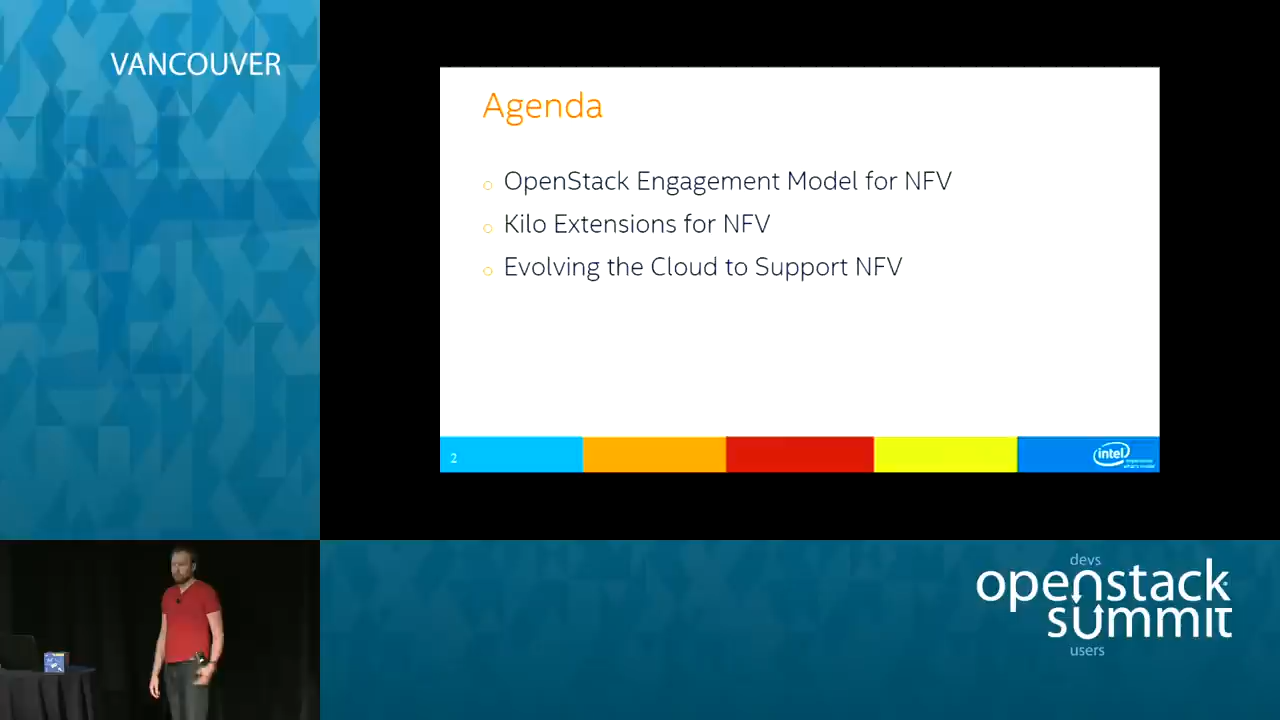 VANCOUVER
Agenda
OpenStack Engagement Model for NFV
Kilo Extensions for NFV
Evolving the Cloud to Support NFV
2
intel
devs
openstack
summit
users